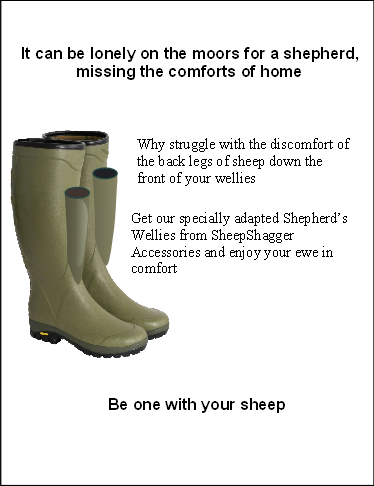 It can be lonely on the moors for a shepherd,
missing the comforts of home
Why struggle with the discomfort of
the back legs of sheep down the
front of your wellies
Get our specially adapted Shepherd's
Wellies from SheepShagger
Accessories and enjoy your ewe in
comfort
Be one with your sheep